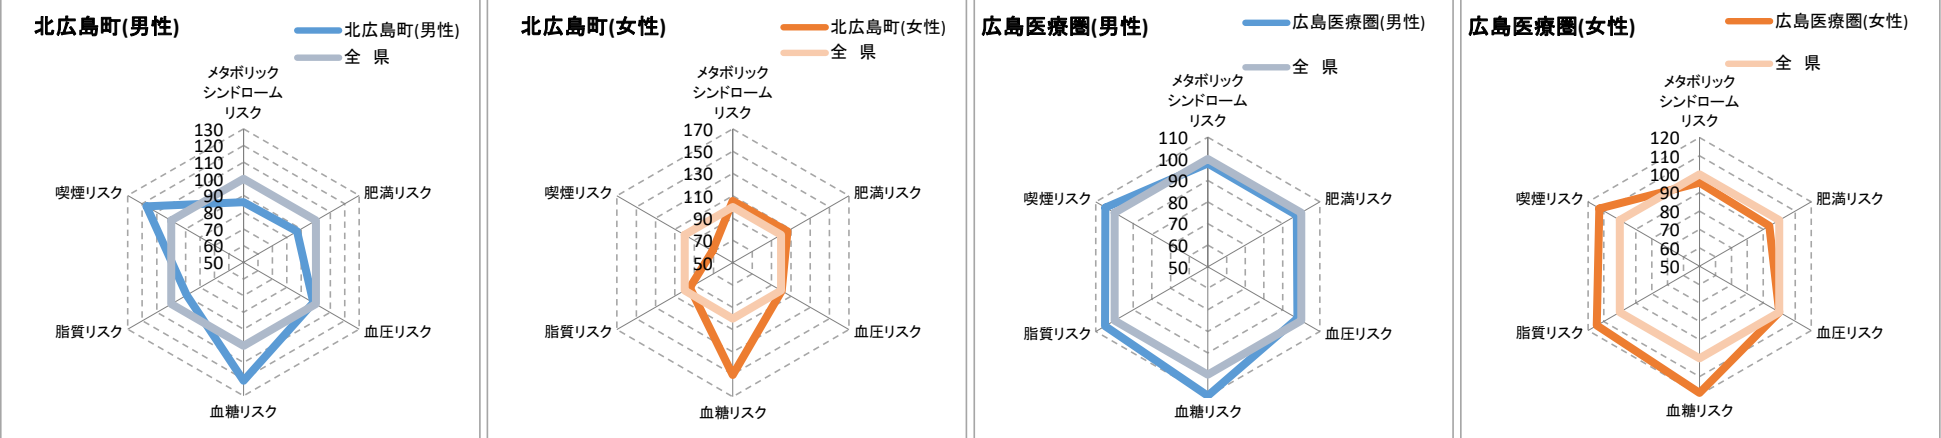 北広島町(男性)
北広島町(男性)
全　県
メタボリック
シンドローム
リスク
130
120
110
100
90
80
70
60
50
喫煙リスク
肥満リスク
脂質リスク
血圧リスク
血糖リスク
北広島町(女性)
北広島町(女性)
全　県
メタボリック
シンドローム
リスク
170
150
130
110
90
70
50
喫煙リスク
肥満リスク
脂質リスク
血圧リスク
血糖リスク
広島医療圏(男性)
広島医療圏(男性)
全　県
メタボリック
シンドローム
リスク
110
100
90
80
70
60
50
喫煙リスク
肥満リスク
脂質リスク
血圧リスク
血糖リスク
広島医療圏(女性)
広島医療圏(女性)
全　県
メタボリック
シンドローム
リスク
120
110
100
90
80
70
60
50
喫煙リスク
肥満リスク
脂質リスク
血圧リスク
血糖リスク